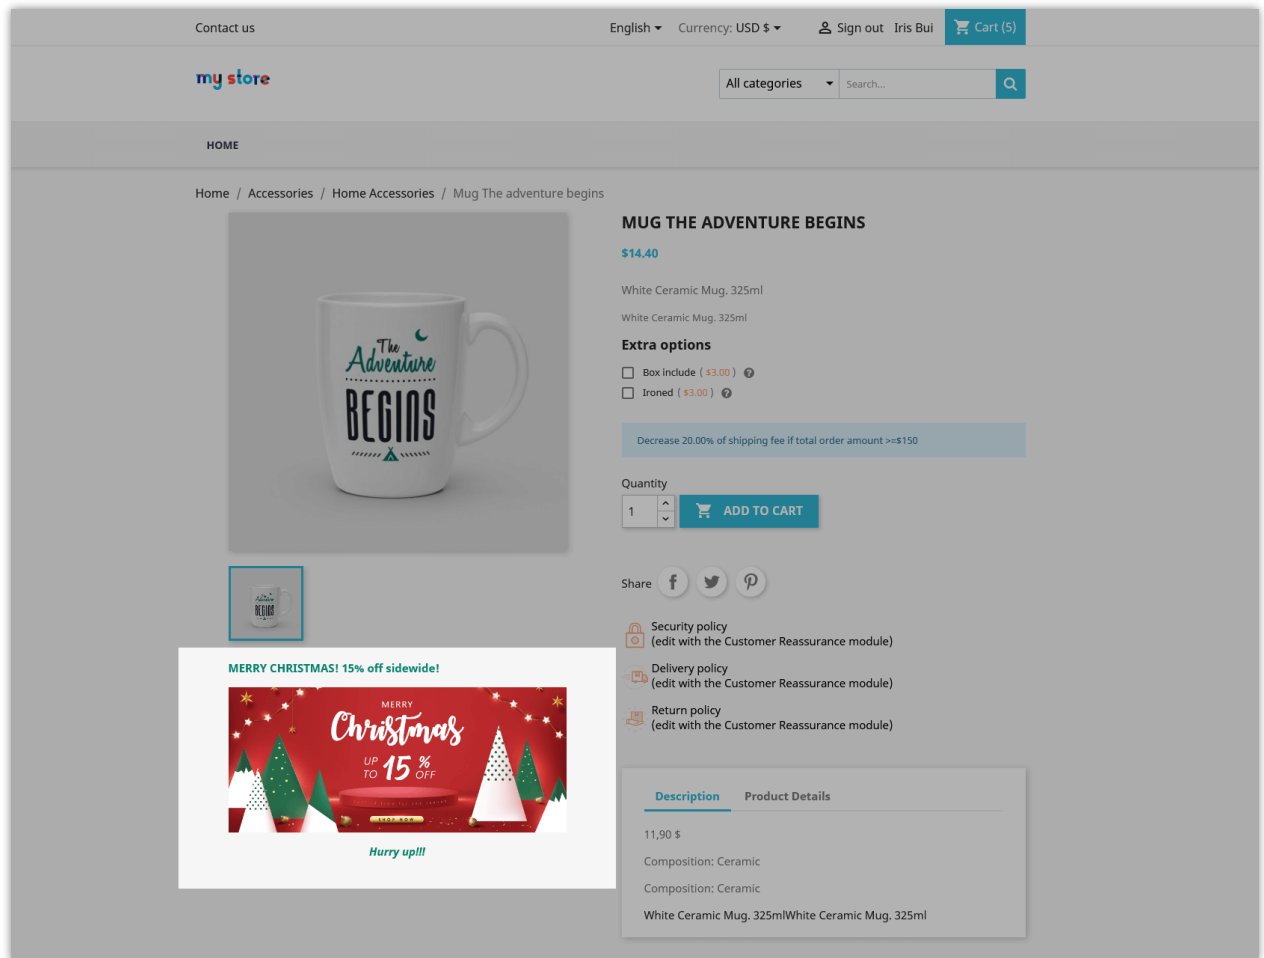 Contact us
English
Currency: USD $
Sign out
Iris Bui
Cart (5)
my store
All categories
Search...
HOME
Home / Accessories / Home Accessories / Mug The adventure begins
The
Adventure
BEGINS
MUG THE ADVENTURE BEGINS
$14.40
White Ceramic Mug. 325ml
White Ceramic Mug. 325ml
Extra options
Box include ( $3.00 )
Ironed ( $3.00 )
Decrease 20.00% of shipping fee if total order amount >=$150
Quantity
1
ADD TO CART
Share
Adventure
BEGINS
Security policy
(edit with the Customer Reassurance module)
Delivery policy
(edit with the Customer Reassurance module)
Return policy
(edit with the Customer Reassurance module)
MERRY CHRISTMAS! 15% off sidewide!
MERRY
Christmas
UP TO 15 % OFF
SHOP NOW
Hurry up!!!
Description
Product Details
11,90 $
Composition: Ceramic
Composition: Ceramic
White Ceramic Mug. 325mlWhite Ceramic Mug. 325ml